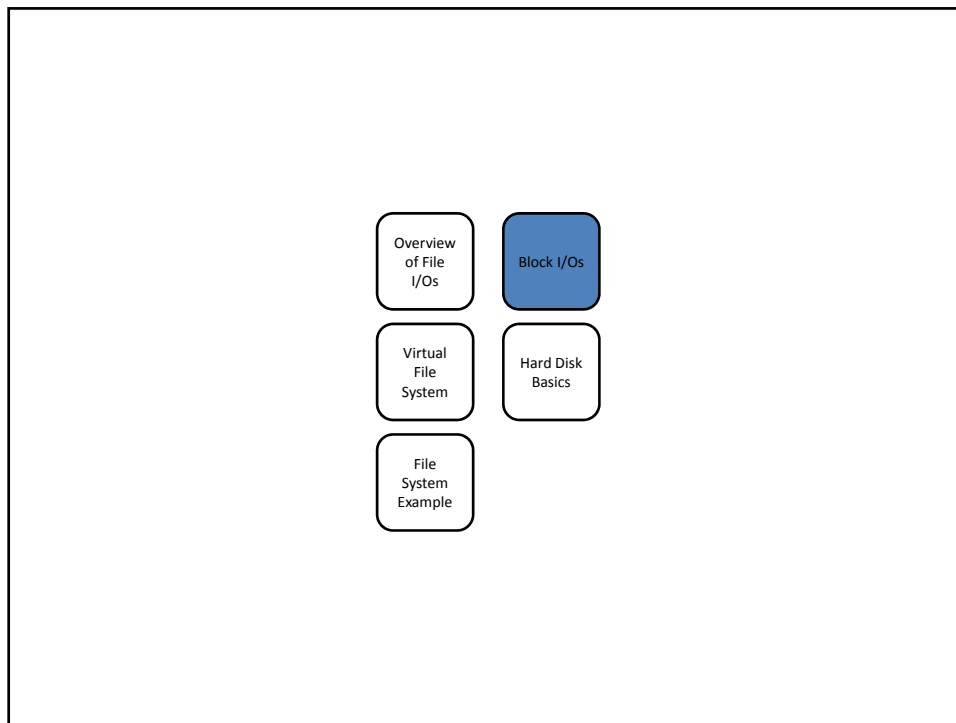 Overview
of File
I/Os
Block I/Os
Virtual
File
System
Hard Disk
Basics
File
System
Example